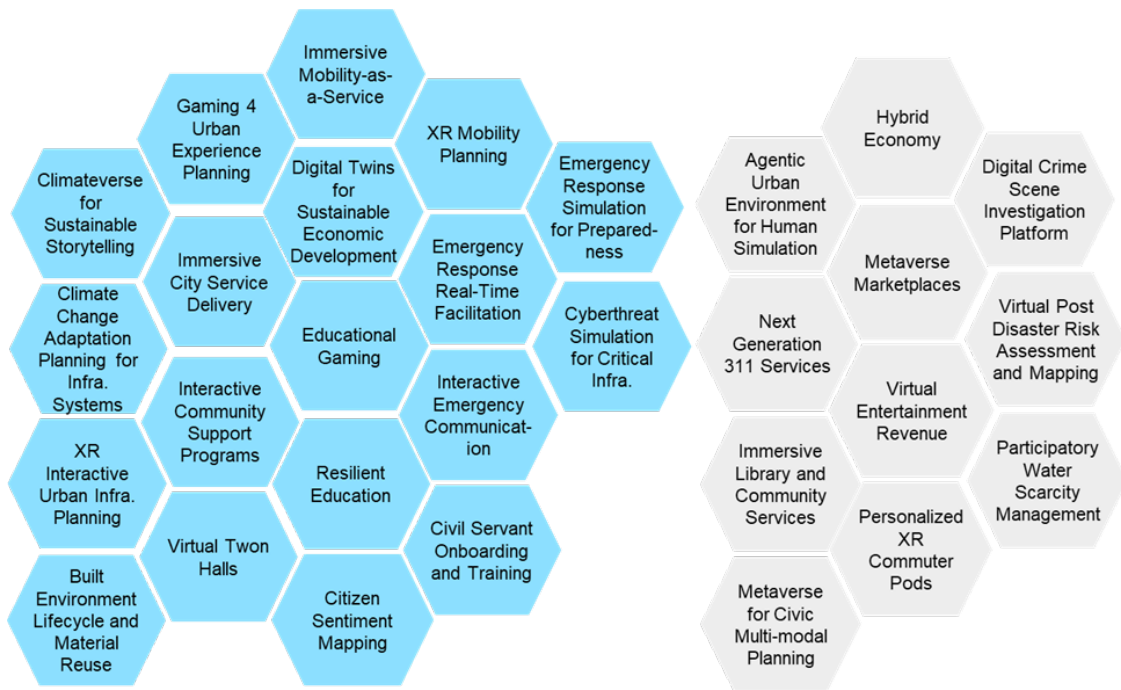 Immersive
Mobility-as-
a-Service
Gaming 4
Urban
Experience
Planning
XR Mobility
Planning
Climateverse
for
Sustainable
Storytelling
Digital Twins
for
Sustainable
Economic
Development
Emergency
Response
Simulation
for Prepared-
ness
Immersive
City Service
Delivery
Emergency
Response
Real-Time
Facilitation
Climate
Change
Adaptation
Planning for
Infra.
Systems
Educational
Gaming
Cyberthreat
Simulation
for Critical
Infra.
Interactive
Community
Support
Programs
Interactive
Emergency
Communicat-
ion
XR
Interactive
Urban Infra.
Planning
Resilient
Education
Virtual Twon
Halls
Civil Servant
Onboarding
and Training
Built
Environment
Lifecycle and
Material
Reuse
Citizen
Sentiment
Mapping
Hybrid
Economy
Agentic
Urban
Environment
for Human
Simulation
Digital Crime
Scene
Investigation
Platform
Metaverse
Marketplaces
Next
Generation
311 Services
Virtual Post
Disaster Risk
Assessment
and Mapping
Virtual
Entertainment
Revenue
Immersive
Library and
Community
Services
Participatory
Water
Scarcity
Management
Personalized
XR
Commuter
Pods
Metaverse
for Civic
Multi-modal
Planning